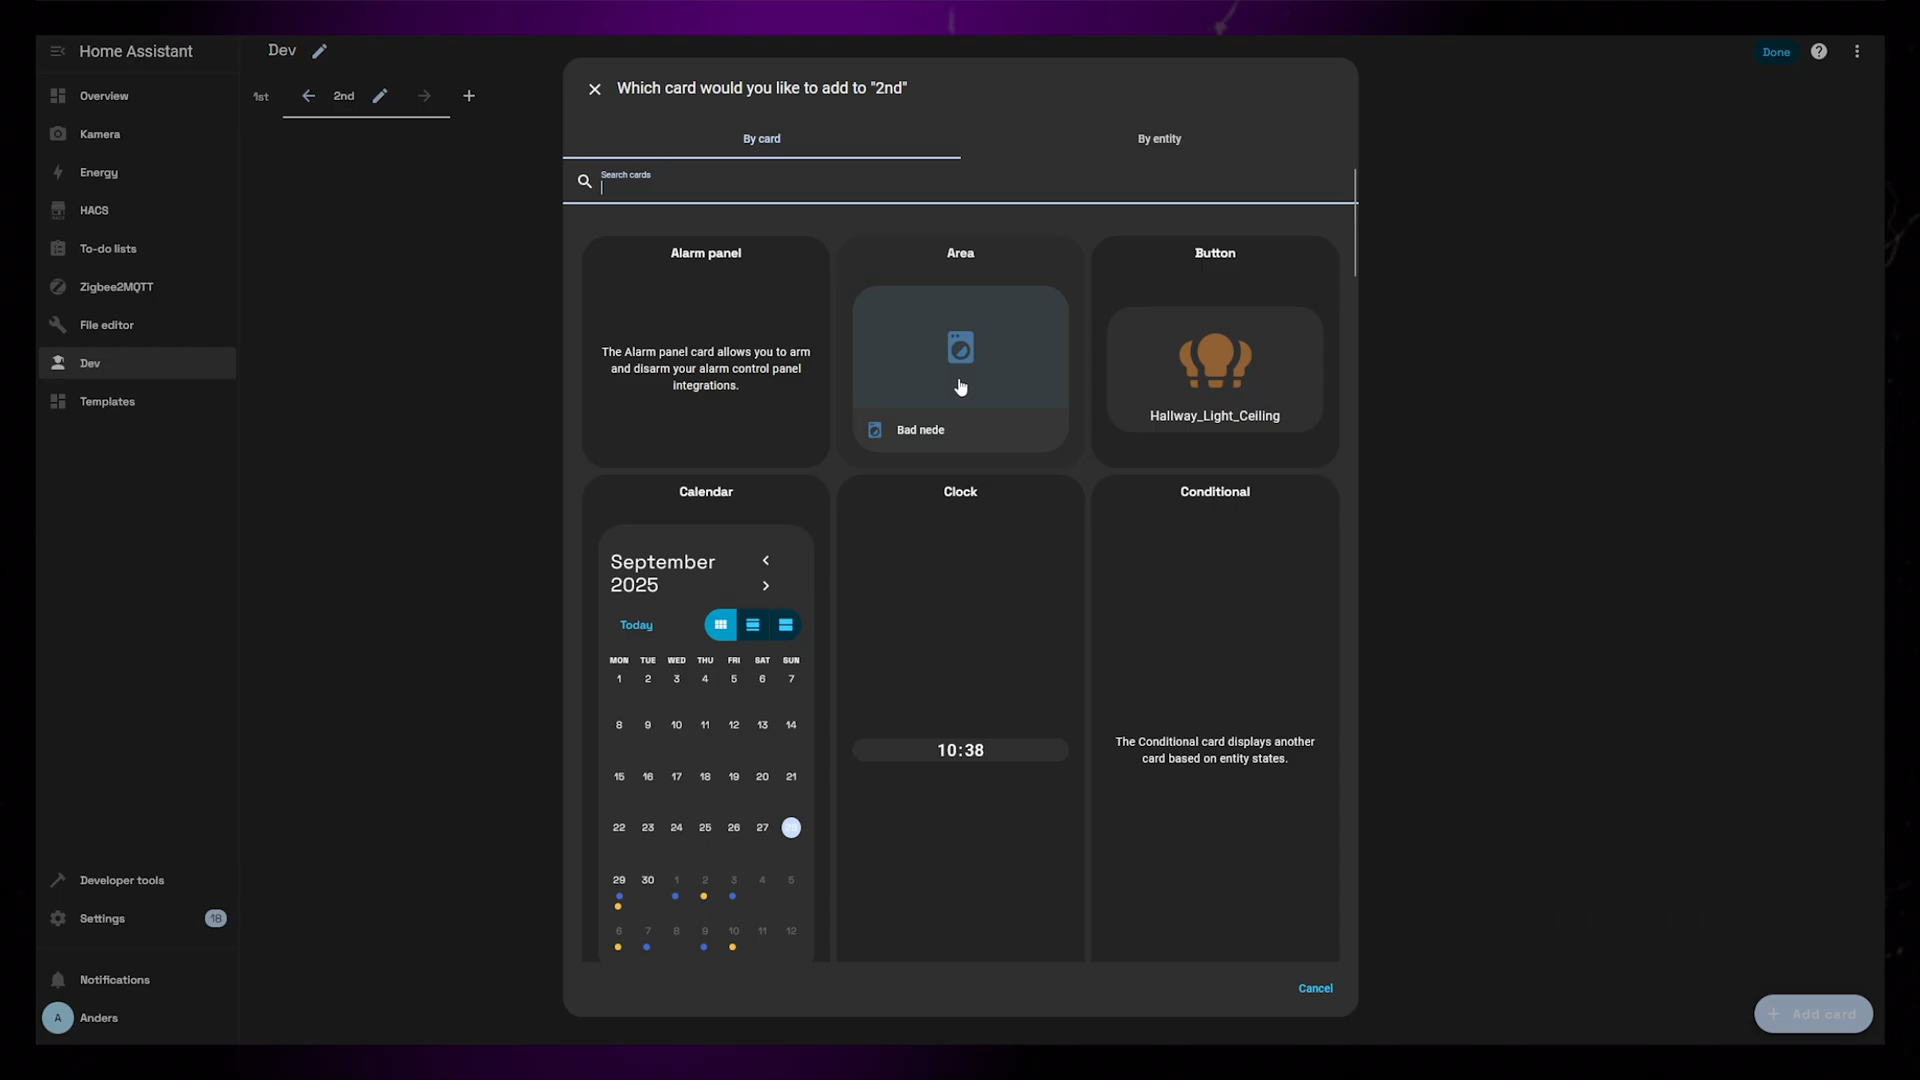 Home Assistant
Overview
Kamera
Energy
HACS
To-do lists
Zigbee2MQTT
File editor
Dev
Templates
Developer tools
Settings
18
Notifications
A
Anders
Dev
1st
2nd
Done
Which card would you like to add to "2nd"
By card
By entity
Search cards
Alarm panel
The Alarm panel card allows you to arm
and disarm your alarm control panel
integrations.
Area
Bad nede
Button
Hallway_Light_Ceiling
Calendar
September
2025
Today
MON TUE WED THU FRI SAT SUN
1 2 3 4 5 6 7
8 9 10 11 12 13 14
15 16 17 18 19 20 21
22 23 24 25 26 27 28
29 30 1 2 3 4 5
6 7 8 9 10 11 12
Clock
10:38
Conditional
The Conditional card displays another
card based on entity states.
Cancel
Add card